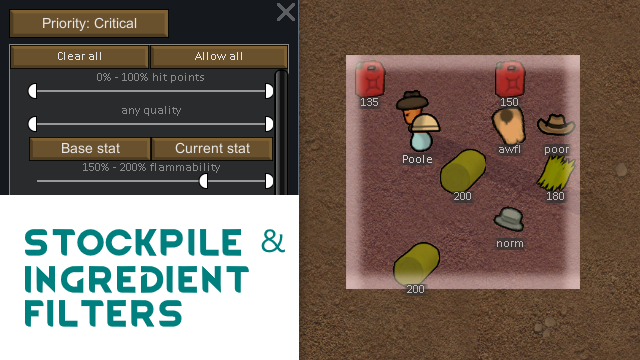 Priority: Critical
Clear all
Allow all
0% - 100% hit points
any quality
Base stat
Current stat
150% - 200% flammability
STOCKPILE &
INGREDIENT
FILTERS
135
150
Poole
awfl
poor
200
180
norm
200